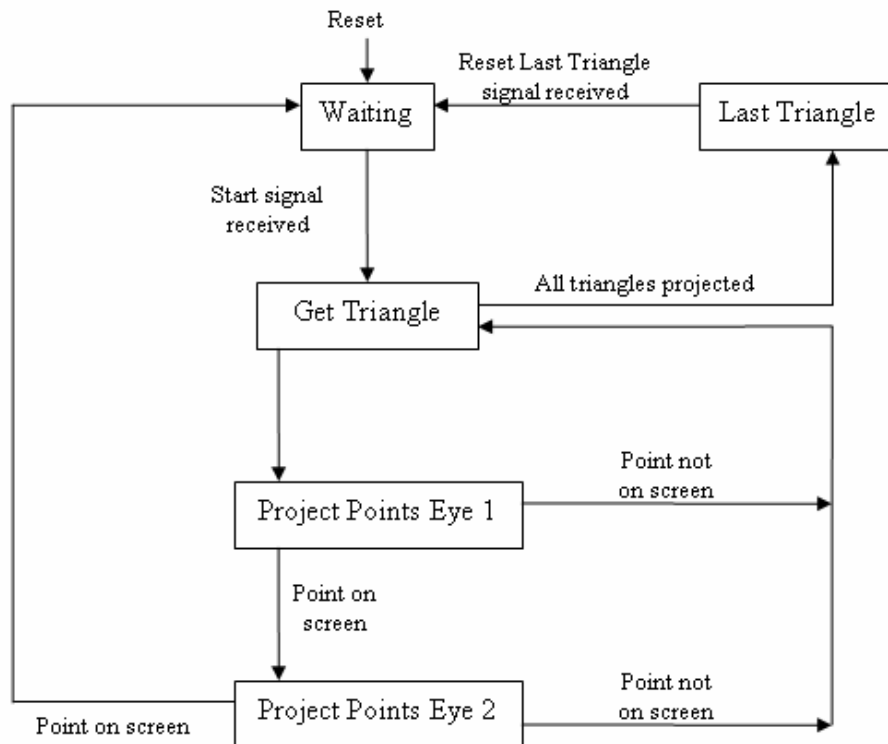 Reset
Reset Last Triangle
signal received
Waiting
Last Triangle
Start signal
received
All triangles projected
Get Triangle
Point not
on screen
Project Points Eye 1
Point on
screen
Point not
on screen
Project Points Eye 2
Point on screen